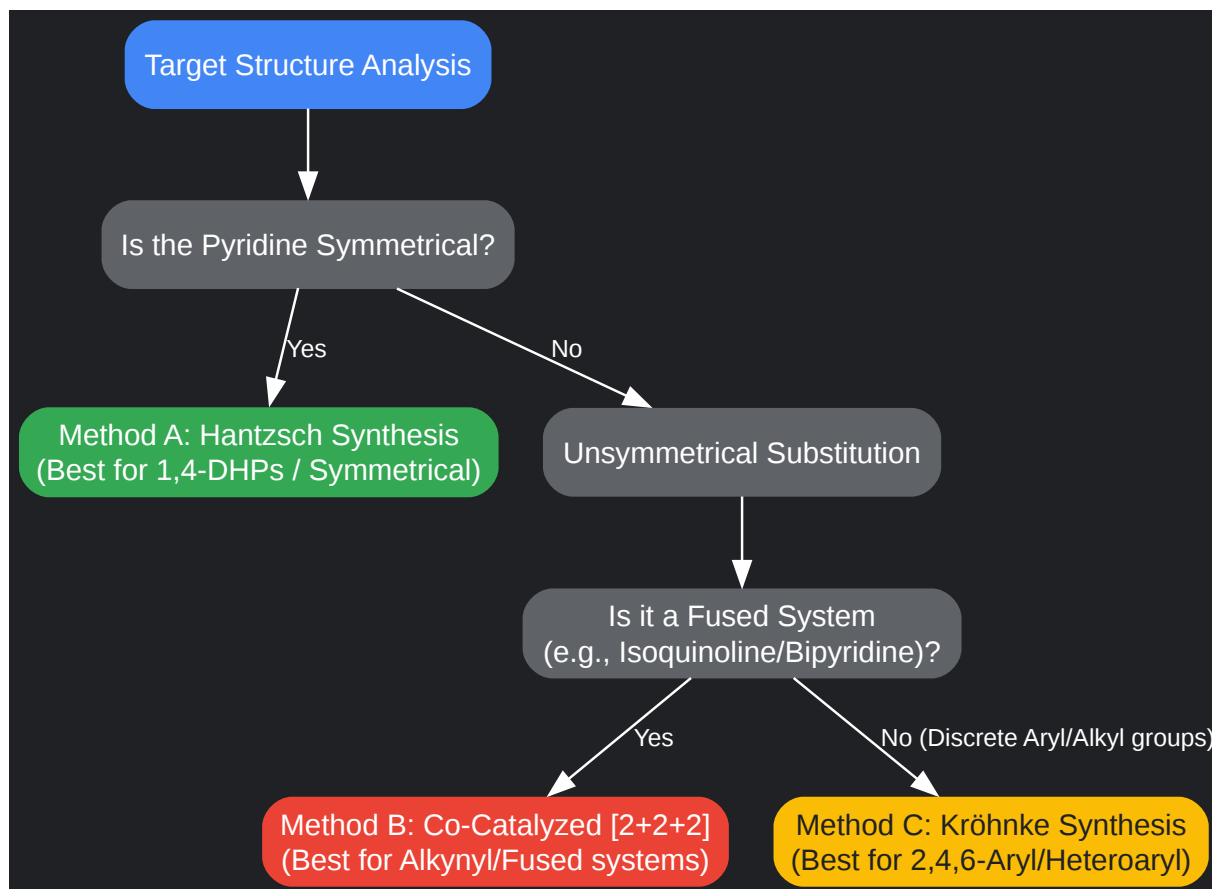 Target Structure Analysis
Is the Pyridine Symmetrical?
Yes
No
Method A: Hantzsch Synthesis
(Best for 1,4-DHPs / Symmetrical)
Unsymmetrical Substitution
Is it a Fused System
(e.g., Isoquinoline/Bipyridine)?
Yes
No (Discrete Aryl/Alkyl groups)
Method B: Co-Catalyzed [2+2+2]
(Best for Alkynyl/Fused systems)
Method C: Kröhnke Synthesis
(Best for 2,4,6-Aryl/Heteroaryl)